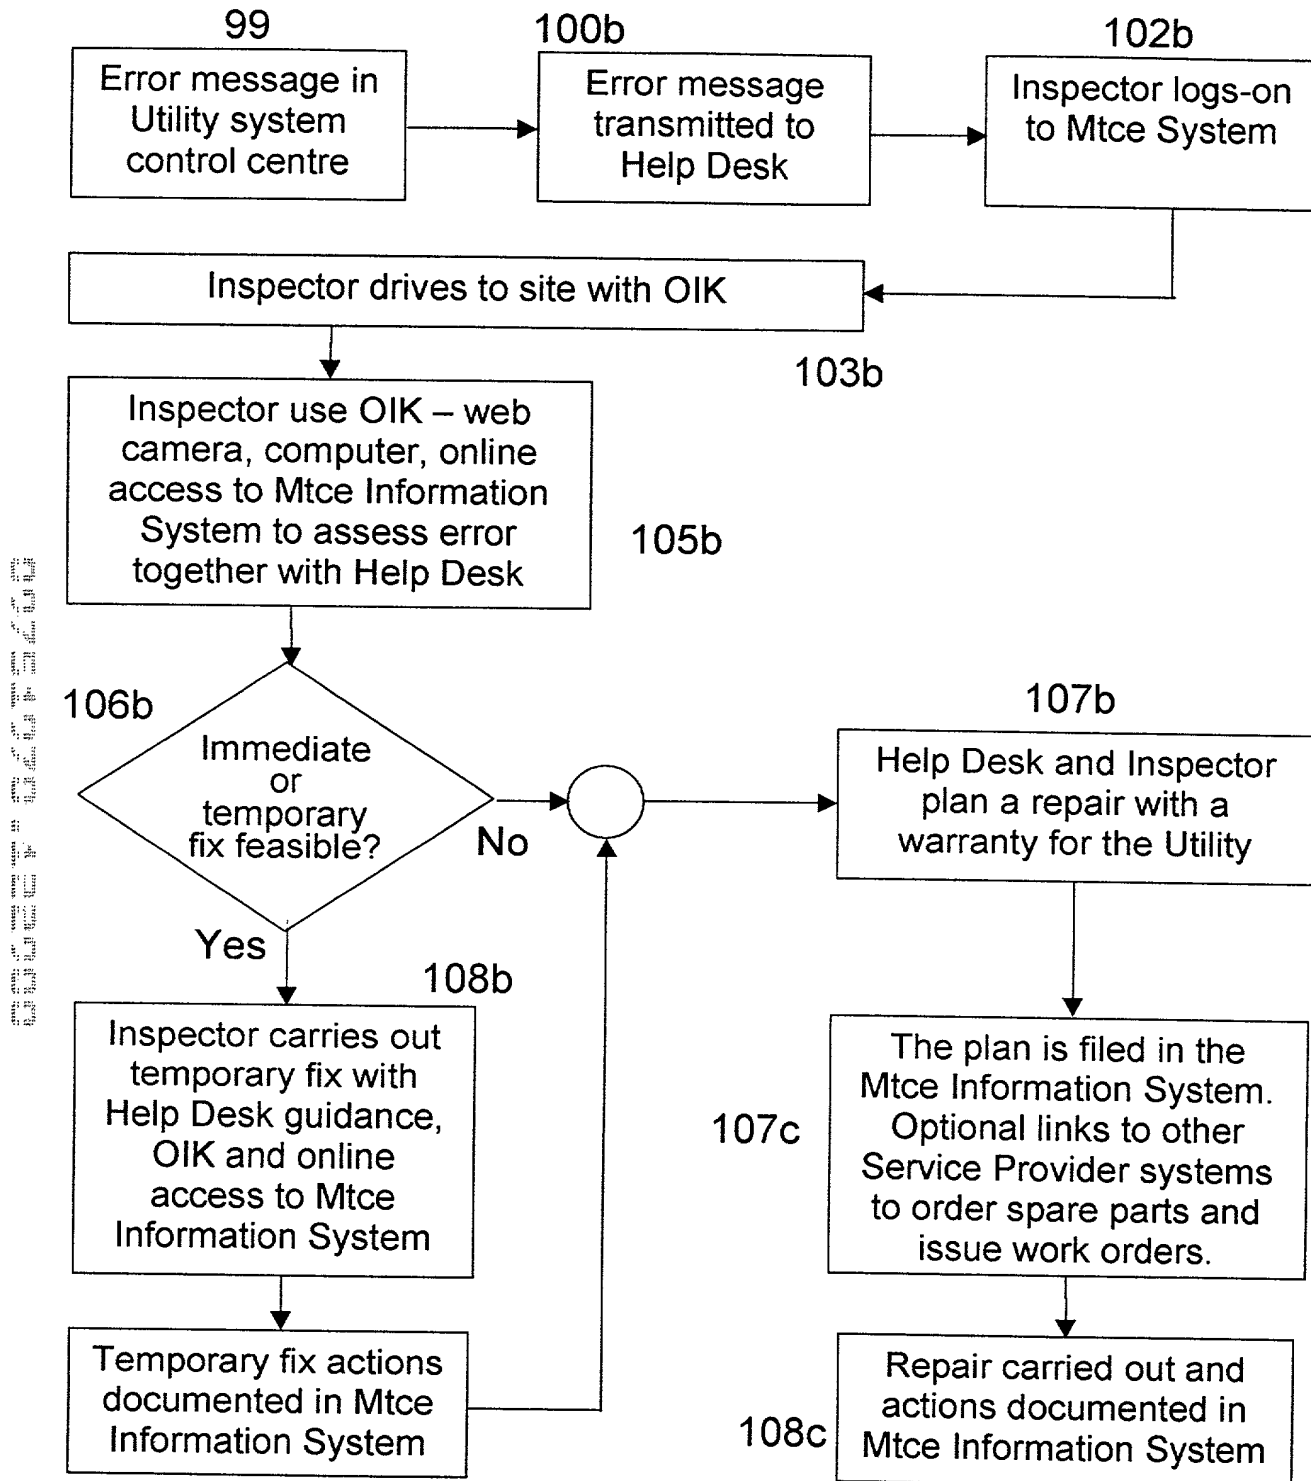 99
Error message in
Utility system
control centre
100b
Error message
transmitted to
Help Desk
102b
Inspector logs-on
to Mtce System
Inspector drives to site with OIK
103b
Inspector use OIK – web
camera, computer, online
access to Mtce Information
System to assess error
together with Help Desk
105b
106b
Immediate
or
temporary
fix feasible?
No
Yes
107b
Help Desk and Inspector
plan a repair with a
warranty for the Utility
108b
Inspector carries out
temporary fix with
Help Desk guidance,
OIK and online
access to Mtce
Information System
107c
The plan is filed in the
Mtce Information System.
Optional links to other
Service Provider systems
to order spare parts and
issue work orders.
Temporary fix actions
documented in Mtce
Information System
108c
Repair carried out and
actions documented in
Mtce Information System